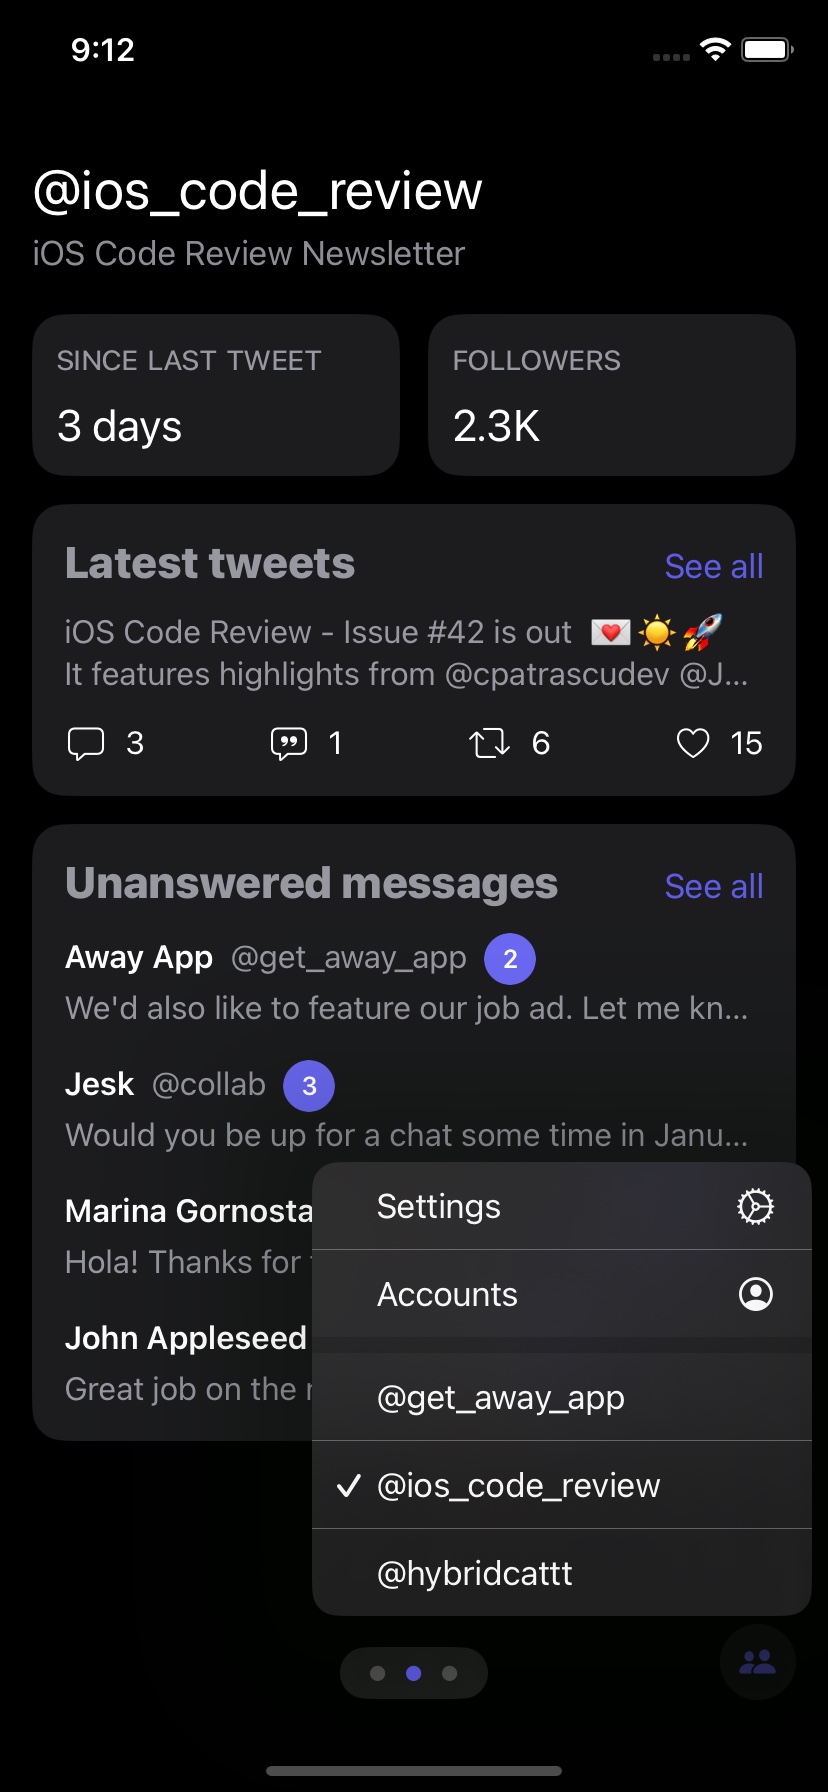 9:12
@ios_code_review
iOS Code Review Newsletter
SINCE LAST TWEET
3 days
FOLLOWERS
2.3K
Latest tweets
See all
iOS Code Review - Issue #42 is out 💌☀️🚀
It features highlights from @cpatrascudev @J...
3
1
6
15
Unanswered messages
See all
Away App @get_away_app 2
We'd also like to feature our job ad. Let me kn...
Jesk @collab 3
Would you be up for a chat some time in Janu...
Marina Gornosta
Hola! Thanks for
John Appleseed
Great job on the
Settings
Accounts
@get_away_app
✓ @ios_code_review
@hybridcattt